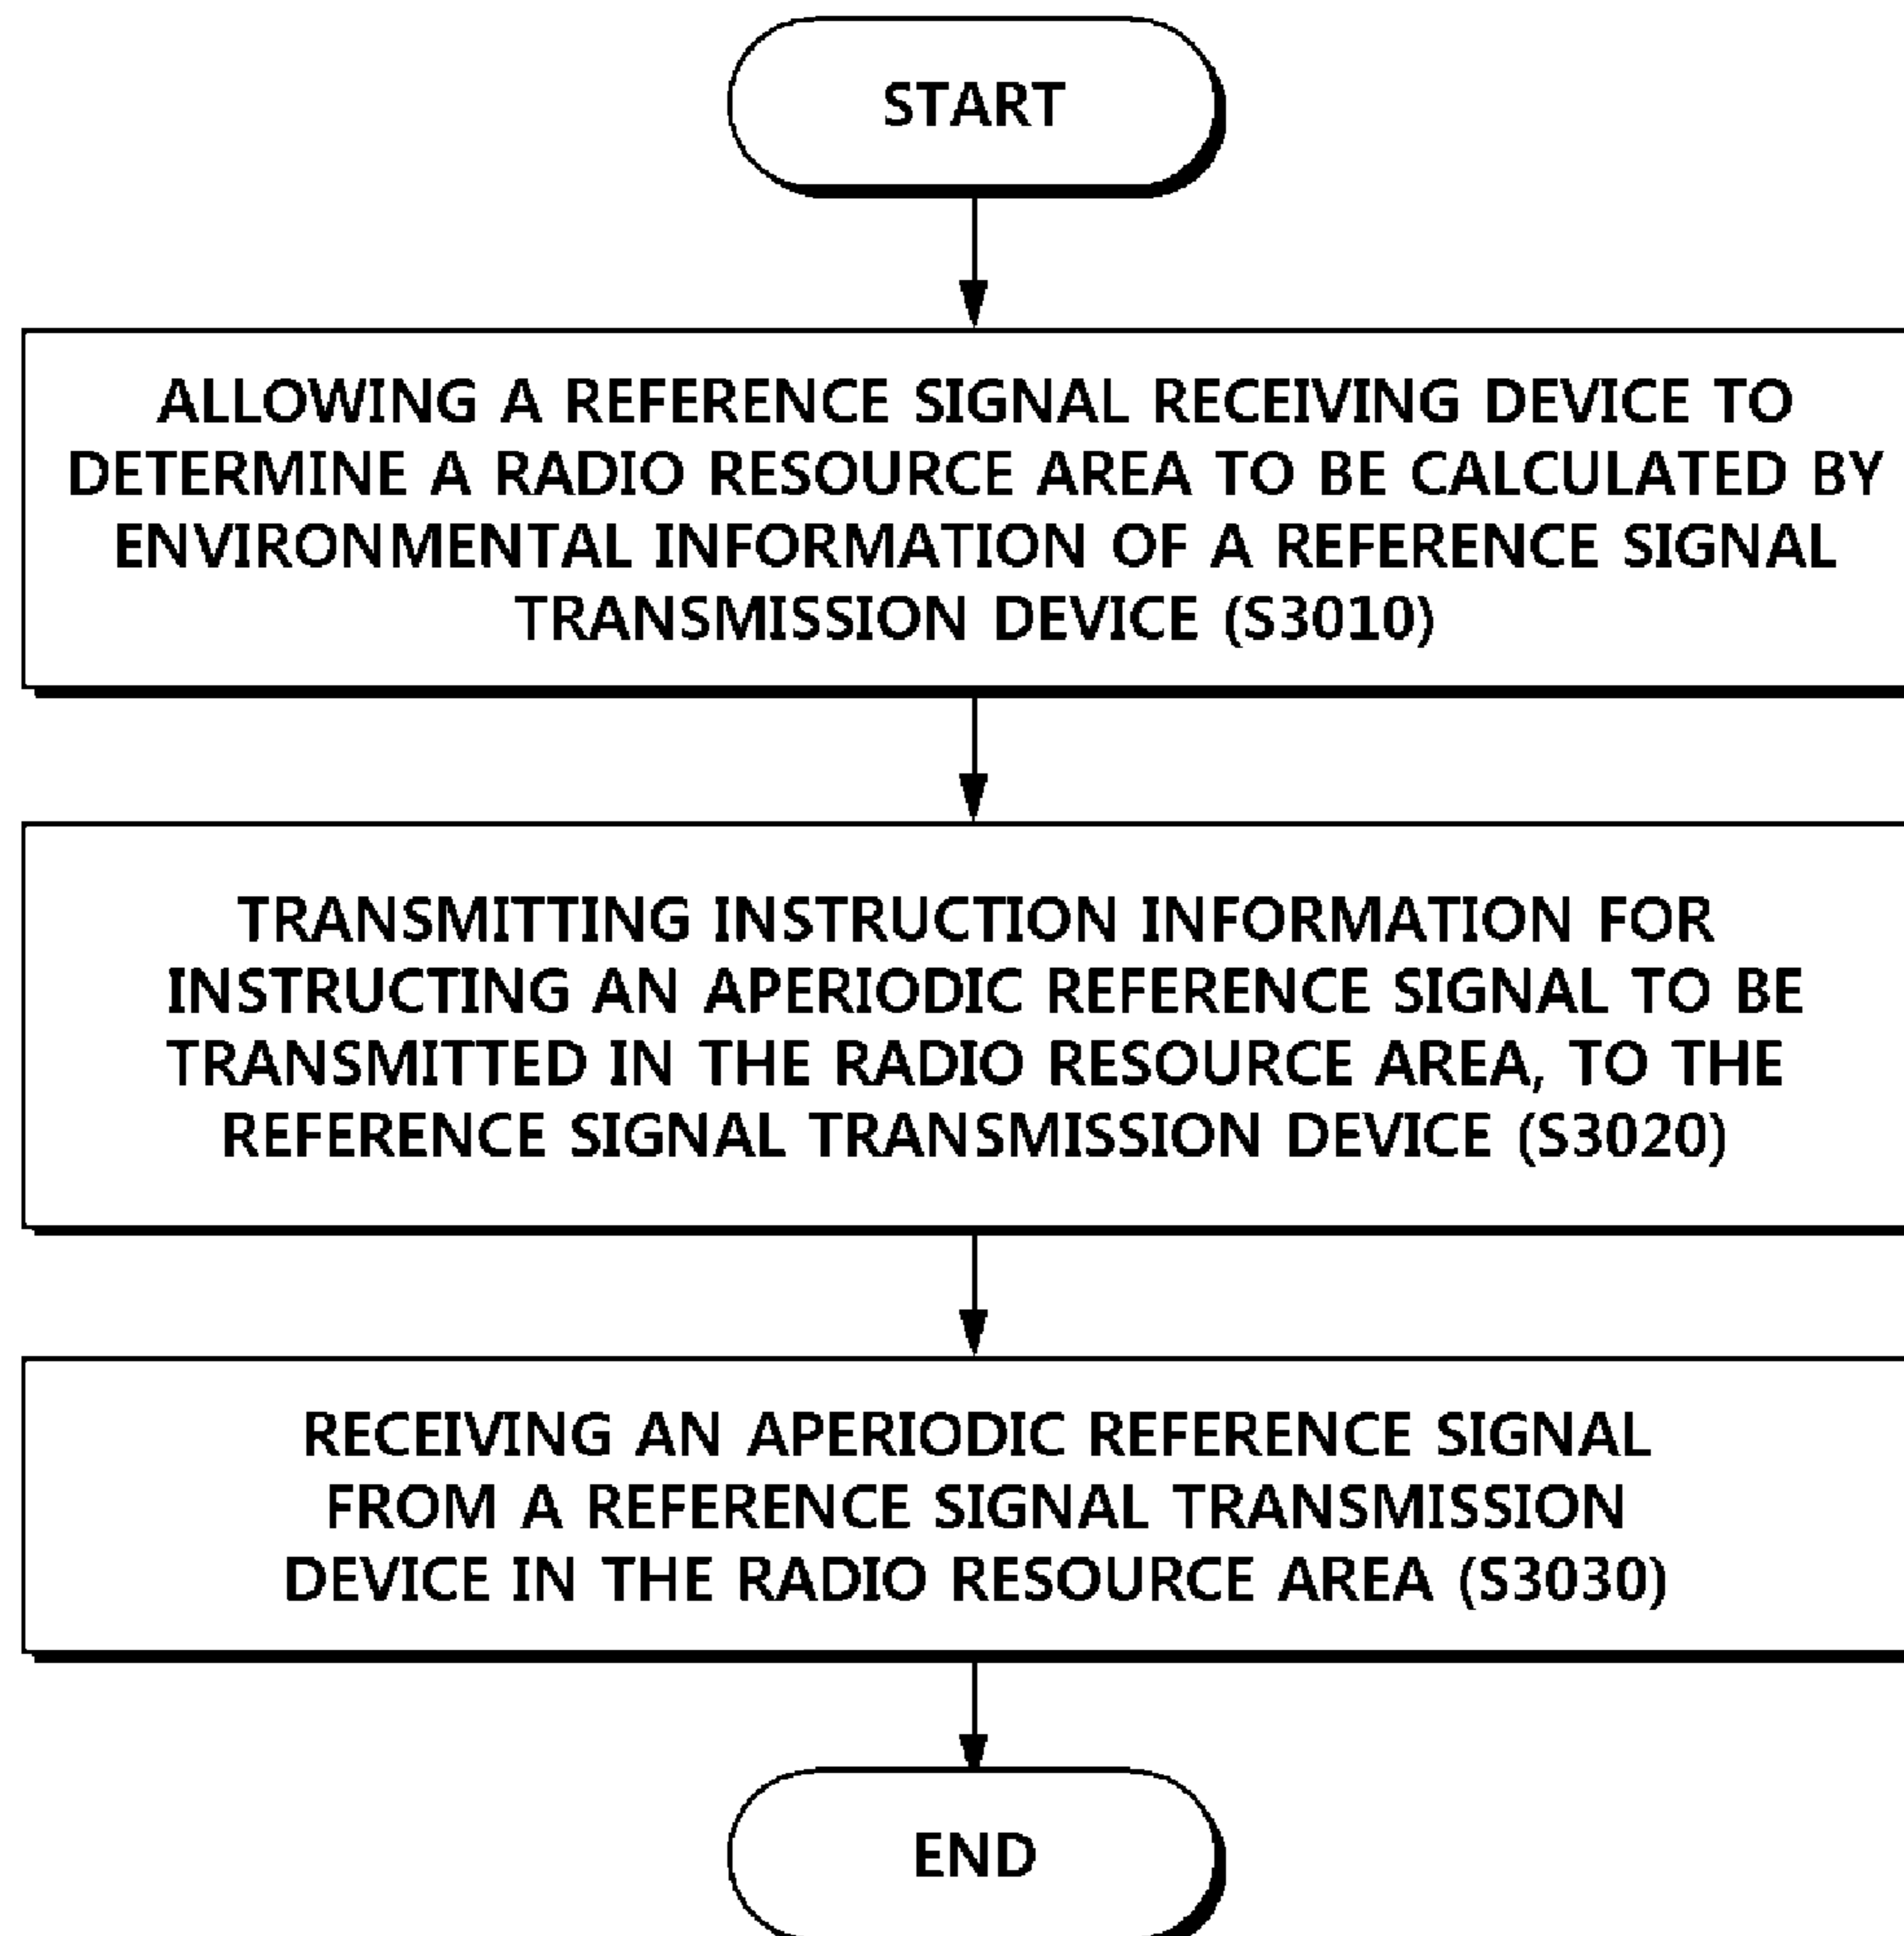 START
ALLOWING A REFERENCE SIGNAL RECEIVING DEVICE TO
DETERMINE A RADIO RESOURCE AREA TO BE CALCULATED BY
ENVIRONMENTAL INFORMATION OF A REFERENCE SIGNAL
TRANSMISSION DEVICE (S3010)
TRANSMITTING INSTRUCTION INFORMATION FOR
INSTRUCTING AN APERIODIC REFERENCE SIGNAL TO BE
TRANSMITTED IN THE RADIO RESOURCE AREA, TO THE
REFERENCE SIGNAL TRANSMISSION DEVICE (S3020)
RECEIVING AN APERIODIC REFERENCE SIGNAL
FROM A REFERENCE SIGNAL TRANSMISSION
DEVICE IN THE RADIO RESOURCE AREA (S3030)
END